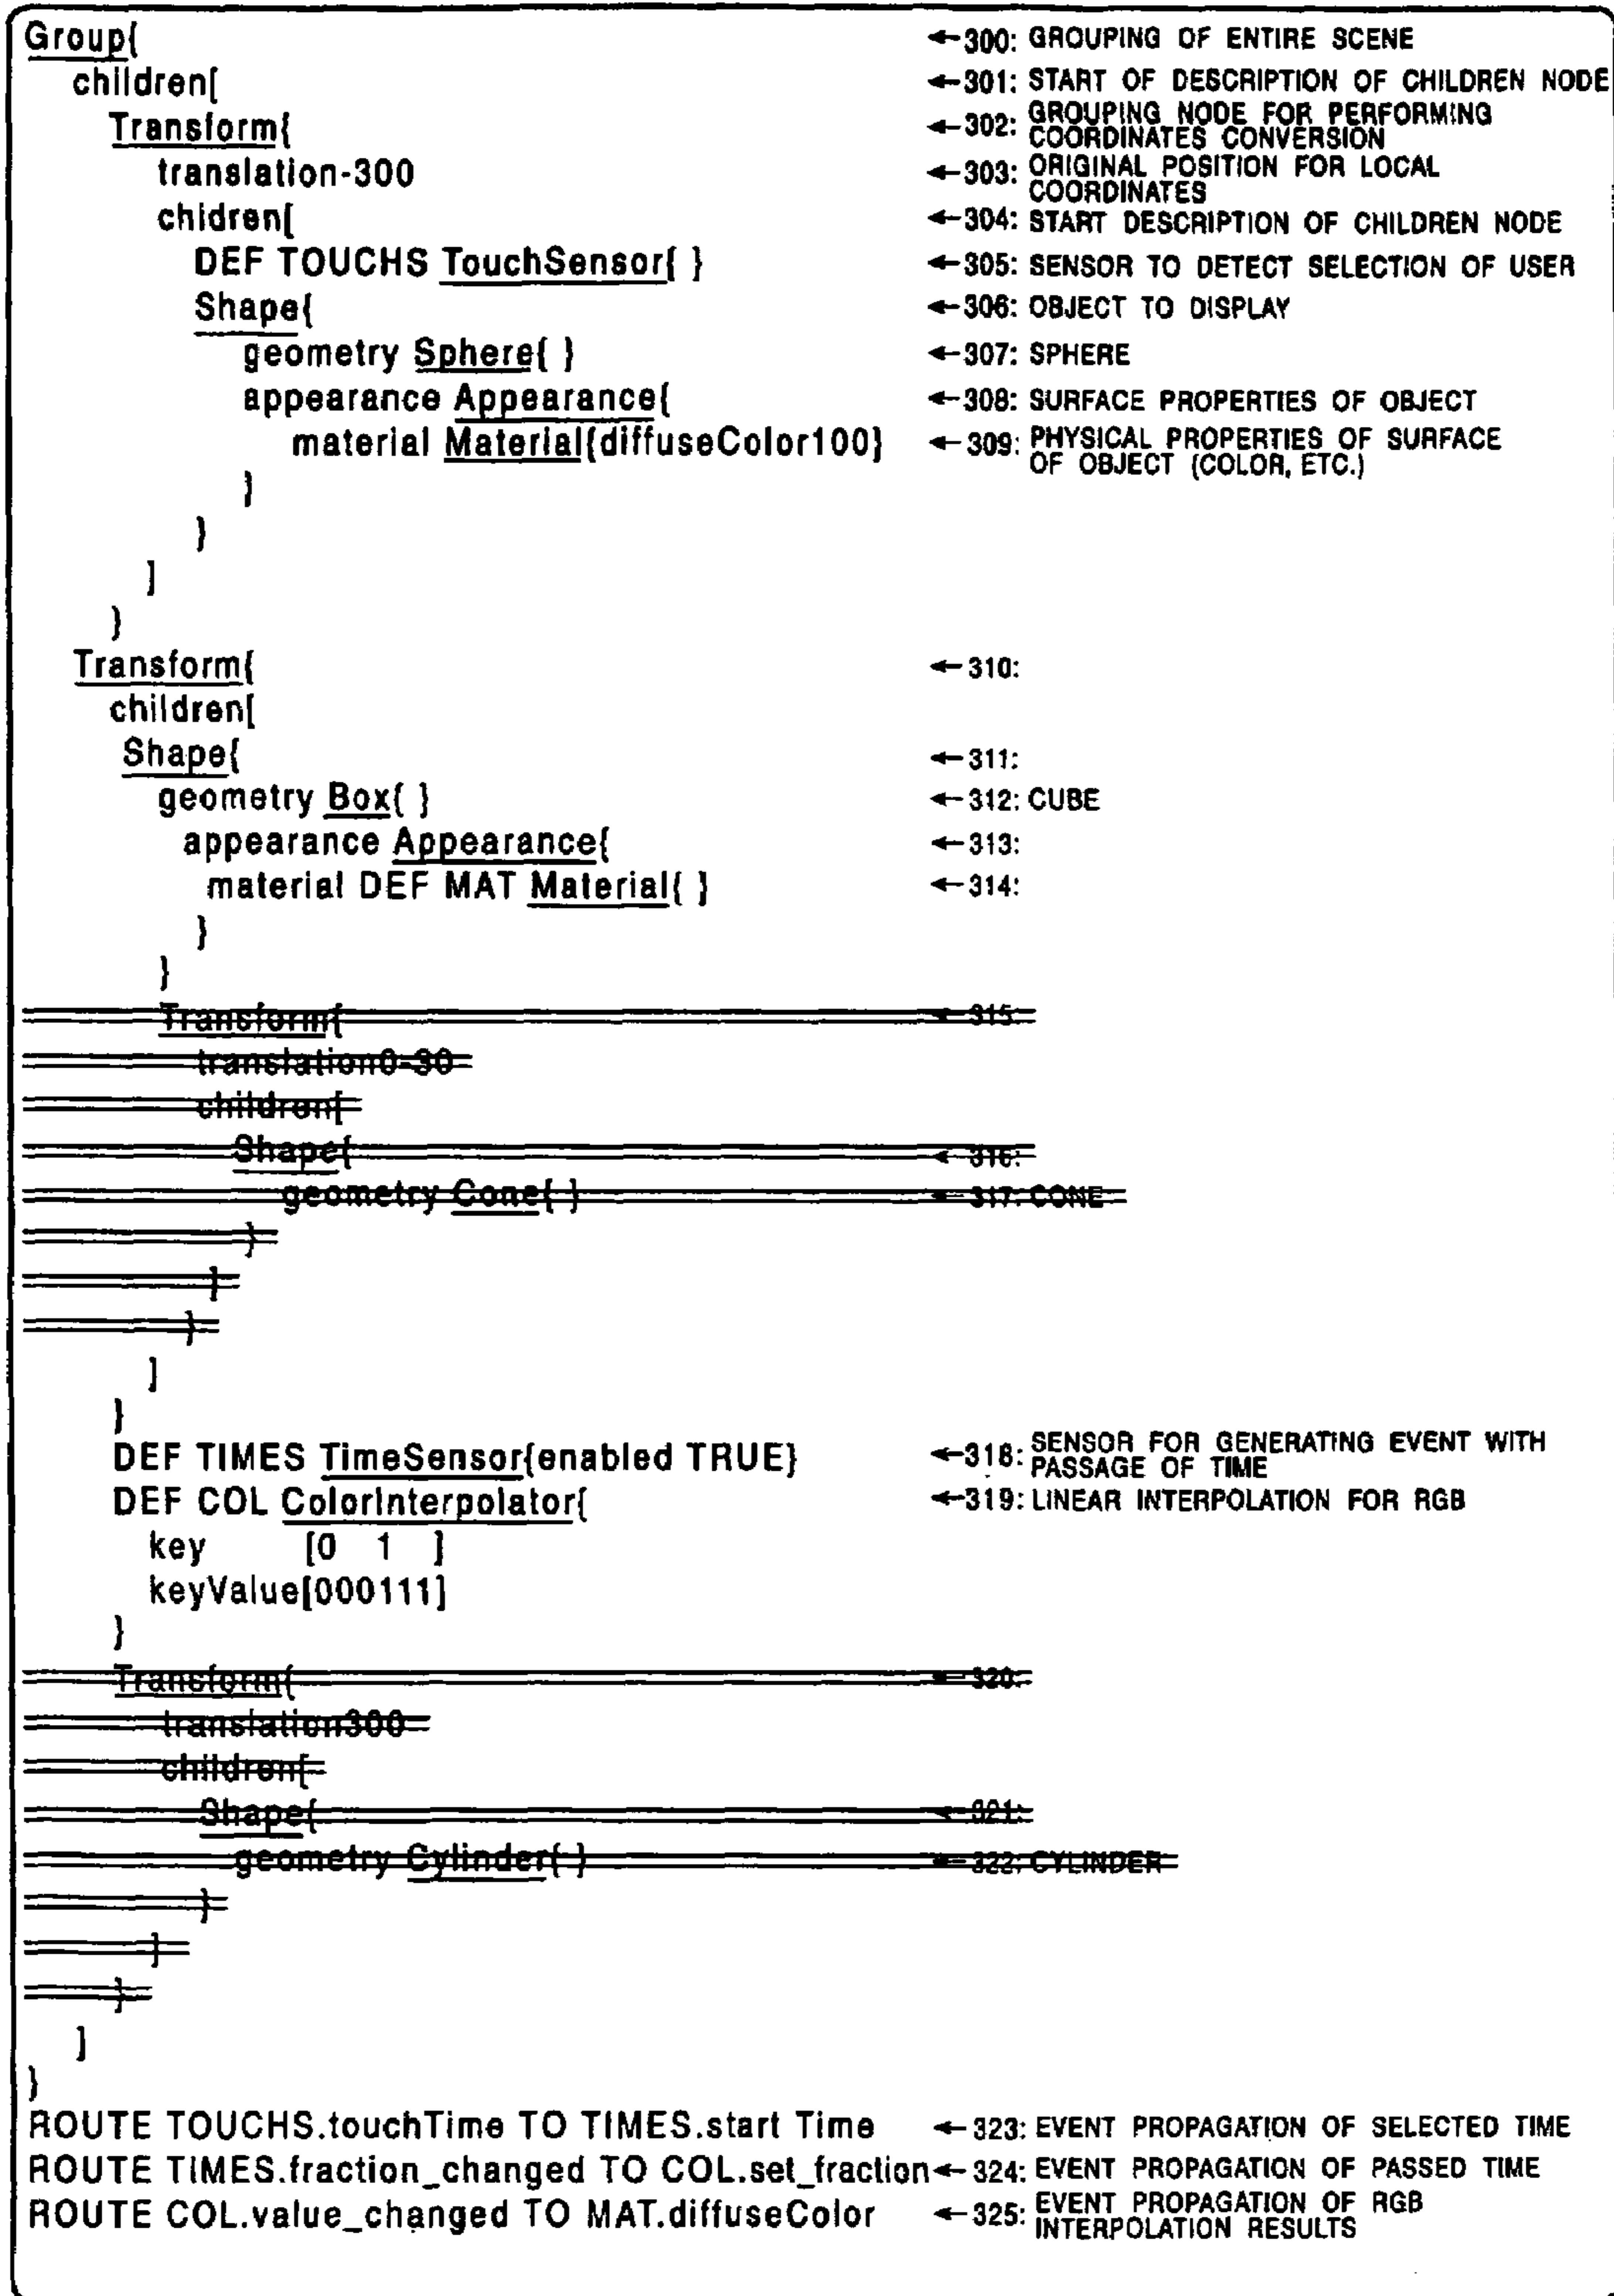 Group{ ←300: GROUPING OF ENTIRE SCENE
children[ ←301: START OF DESCRIPTION OF CHILDREN NODE
Transform{ ←302: GROUPING NODE FOR PERFORMING
COORDINATES CONVERSION
translation-300 ←303: ORIGINAL POSITION FOR LOCAL
COORDINATES
chidren[ ←304: START DESCRIPTION OF CHILDREN NODE
DEF TOUCHS TouchSensor{ } ←305: SENSOR TO DETECT SELECTION OF USER
Shape{ ←306: OBJECT TO DISPLAY
geometry Sphere{ } ←307: SPHERE
appearance Appearance{ ←308: SURFACE PROPERTIES OF OBJECT
material Material{diffuseColor100} ←309: PHYSICAL PROPERTIES OF SURFACE
OF OBJECT (COLOR, ETC.)
}
}
]
}
Transform{ ←310:
children[
Shape{ ←311:
geometry Box{ } ←312: CUBE
appearance Appearance{ ←313:
material DEF MAT Material{ } ←314:
}
}
Transform{ ←315:
translation0-30
children[
Shape{ ←316:
geometry Cone{ } ←317: CONE
}
]
}
]
}
DEF TIMES TimeSensor{enabled TRUE} ←318: SENSOR FOR GENERATING EVENT WITH
PASSAGE OF TIME
DEF COL ColorInterpolator{ ←319: LINEAR INTERPOLATION FOR RGB
key [0 1 ]
keyValue[000111]
}
Transform{ ←320:
translation300
children[
Shape{ ←321:
geometry Cylinder{ } ←322: CYLINDER
}
]
}
]
}
ROUTE TOUCHS.touchTime TO TIMES.start Time ←323: EVENT PROPAGATION OF SELECTED TIME
ROUTE TIMES.fraction_changed TO COL.set_fraction ←324: EVENT PROPAGATION OF PASSED TIME
ROUTE COL.value_changed TO MAT.diffuseColor ←325: EVENT PROPAGATION OF RGB
INTERPOLATION RESULTS